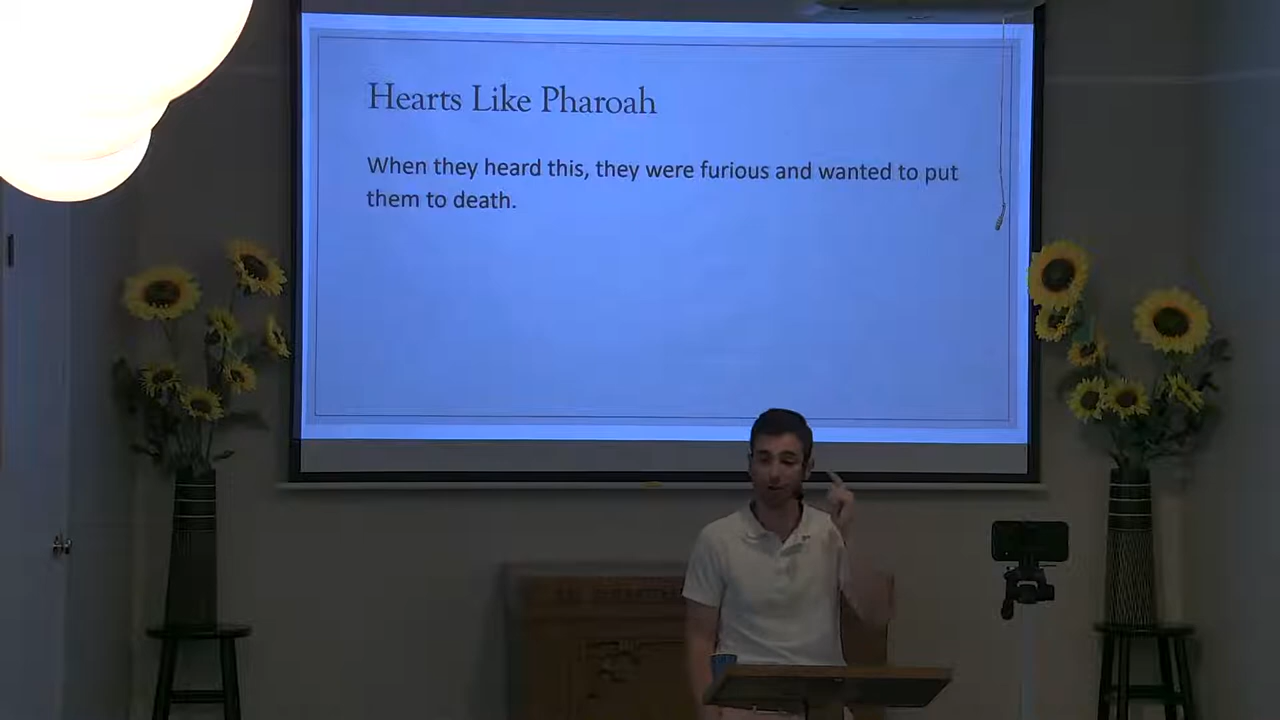 Hearts Like Pharoah
When they heard this, they were furious and wanted to put
them to death.